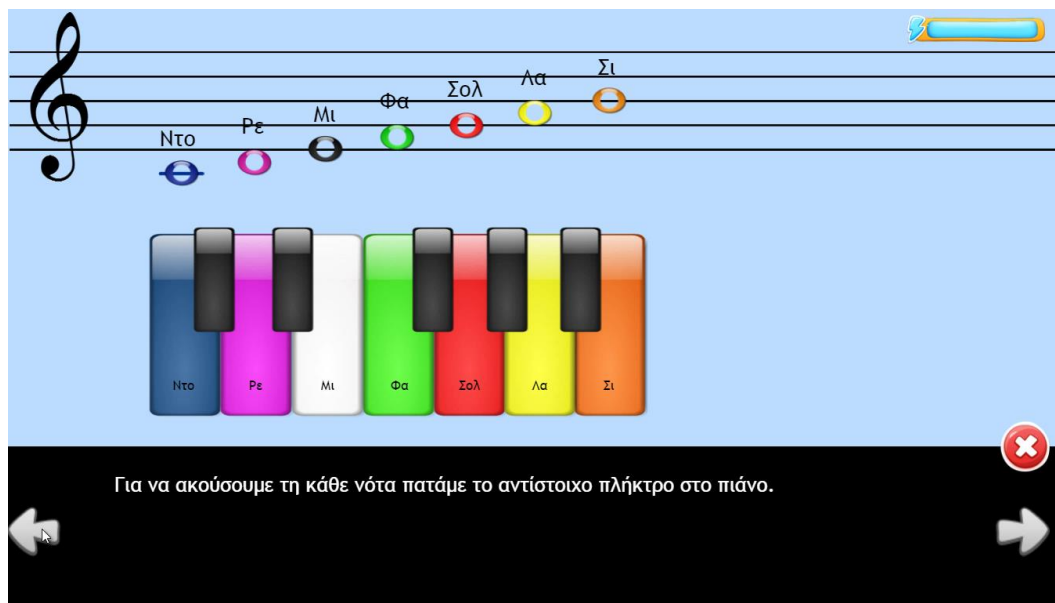 Ντο Ρε Μι Φα Σολ Λα Σι
Ντο Ρε Μι Φα Σολ Λα Σι
Για να ακούσουμε τη κάθε νότα πατάμε το αντίστοιχο πλήκτρο στο πιάνο.